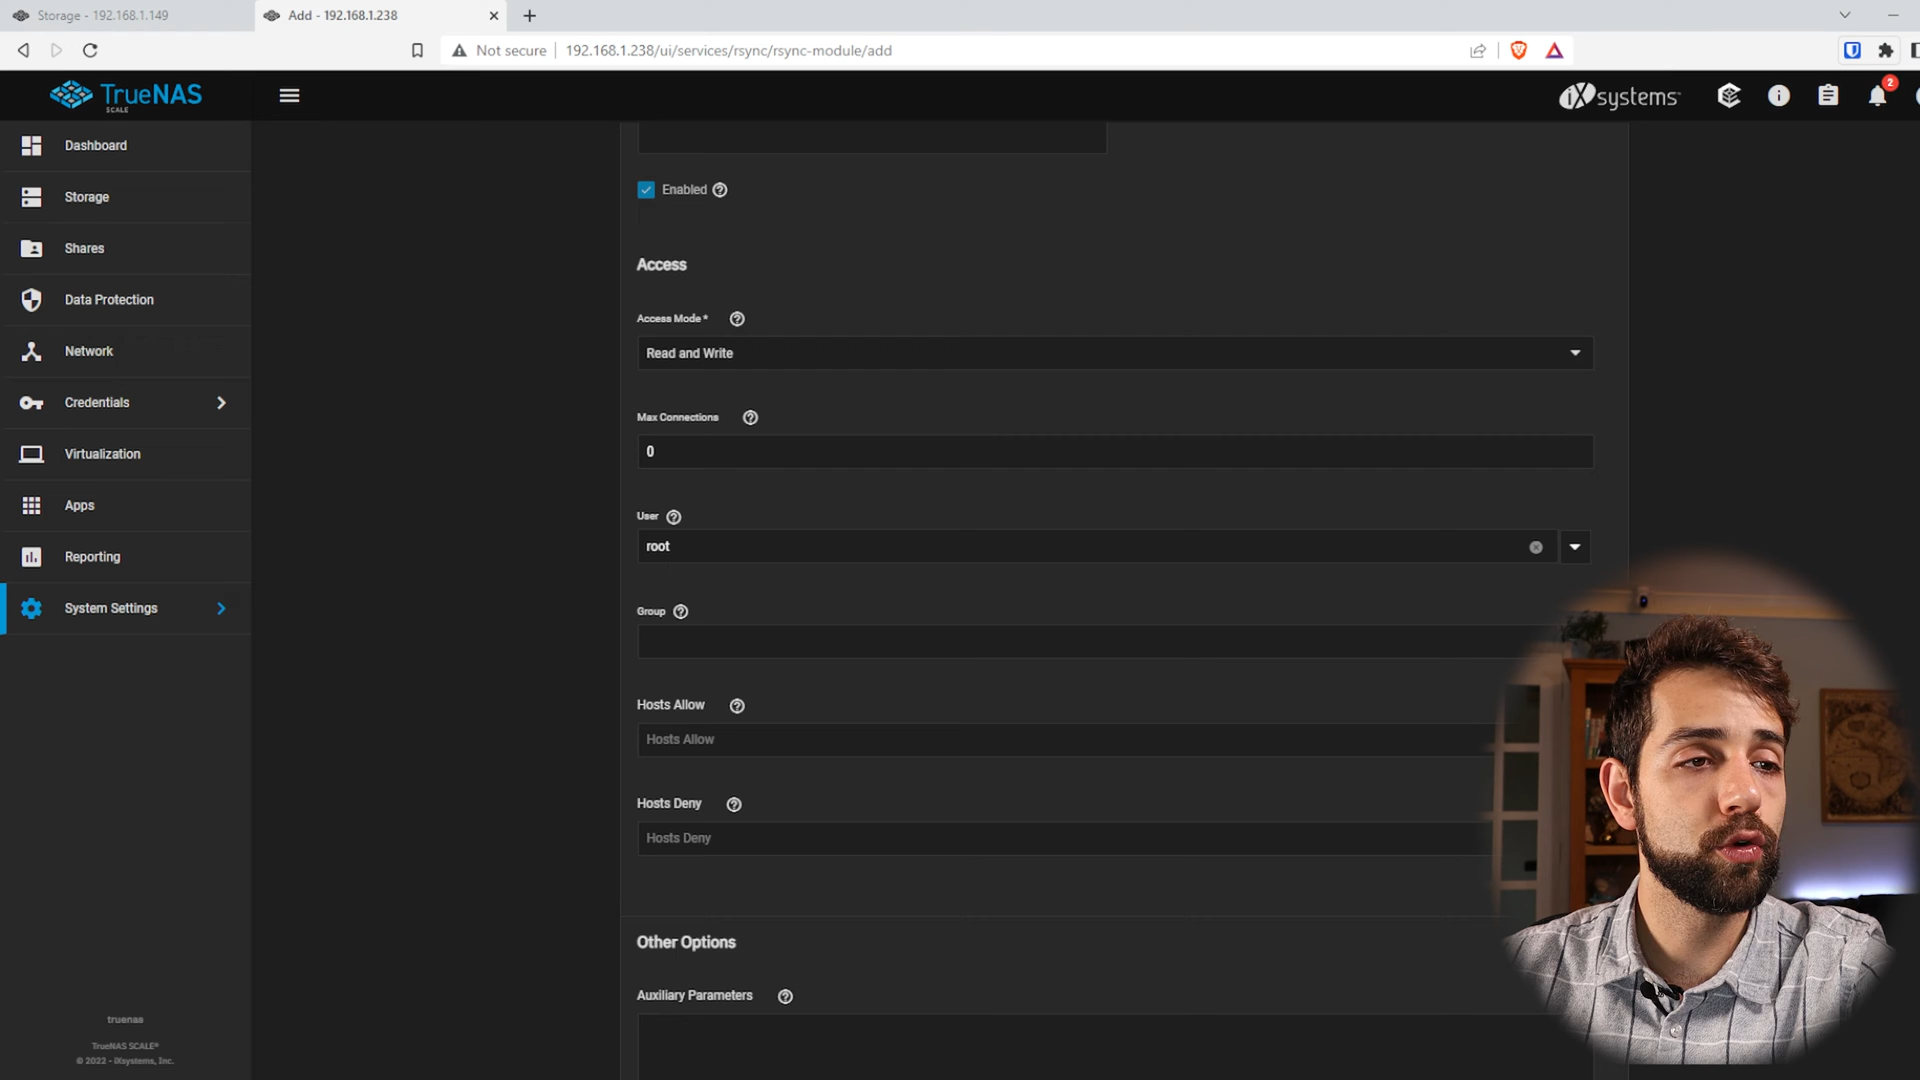 Storage - 192.168.1.149
Add - 192.168.1.238
Not secure
192.168.1.238/ui/services/rsync/rsync-module/add
TrueNAS
SCALE
iXsystems
2
Dashboard
Storage
Shares
Data Protection
Network
Credentials
Virtualization
Apps
Reporting
System Settings
truenas
TrueNAS SCALE®
© 2022 - iXsystems, Inc.
Enabled
Access
Access Mode *
Read and Write
Max Connections
0
User
root
Group
Hosts Allow
Hosts Allow
Hosts Deny
Hosts Deny
Other Options
Auxiliary Parameters